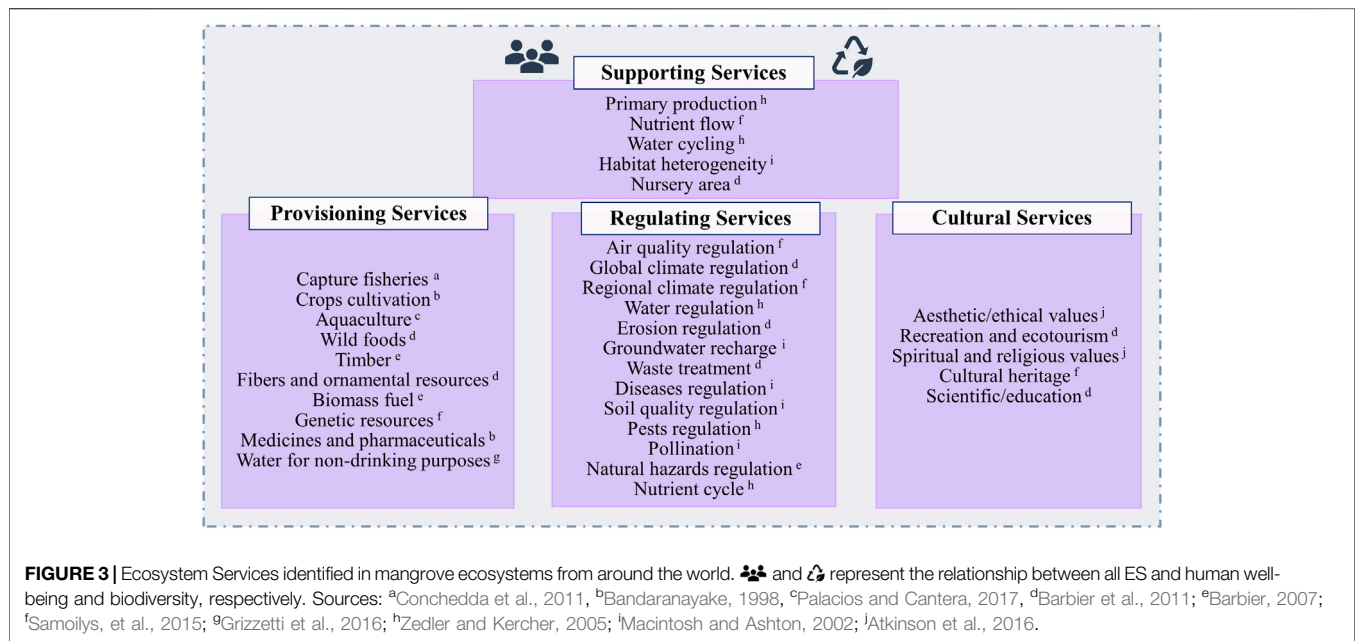 Supporting Services
Primary production h
Nutrient flow f
Water cycling h
Habitat heterogeneity i
Nursery area d
Provisioning Services
Capture fisheries a
Crops cultivation b
Aquaculture c
Wild foods d
Timber e
Fibers and ornamental resources d
Biomass fuel e
Genetic resources f
Medicines and pharmaceuticals b
Water for non-drinking purposes g
Regulating Services
Air quality regulation f
Global climate regulation d
Regional climate regulation f
Water regulation h
Erosion regulation d
Groundwater recharge i
Waste treatment d
Diseases regulation i
Soil quality regulation i
Pests regulation h
Pollination i
Natural hazards regulation e
Nutrient cycle h
Cultural Services
Aesthetic/ethical values j
Recreation and ecotourism d
Spiritual and religious values j
Cultural heritage f
Scientific/education d
FIGURE 3 | Ecosystem Services identified in mangrove ecosystems from around the world. and represent the relationship between all ES and human well-
being and biodiversity, respectively. Sources: aConchedda et al., 2011, bBandaranayake, 1998, cPalacios and Cantera, 2017, dBarbier et al., 2011; eBarbier, 2007;
fSamoilys, et al., 2015; gGrizzetti et al., 2016; hZedler and Kercher, 2005; iMacintosh and Ashton, 2002; jAtkinson et al., 2016.